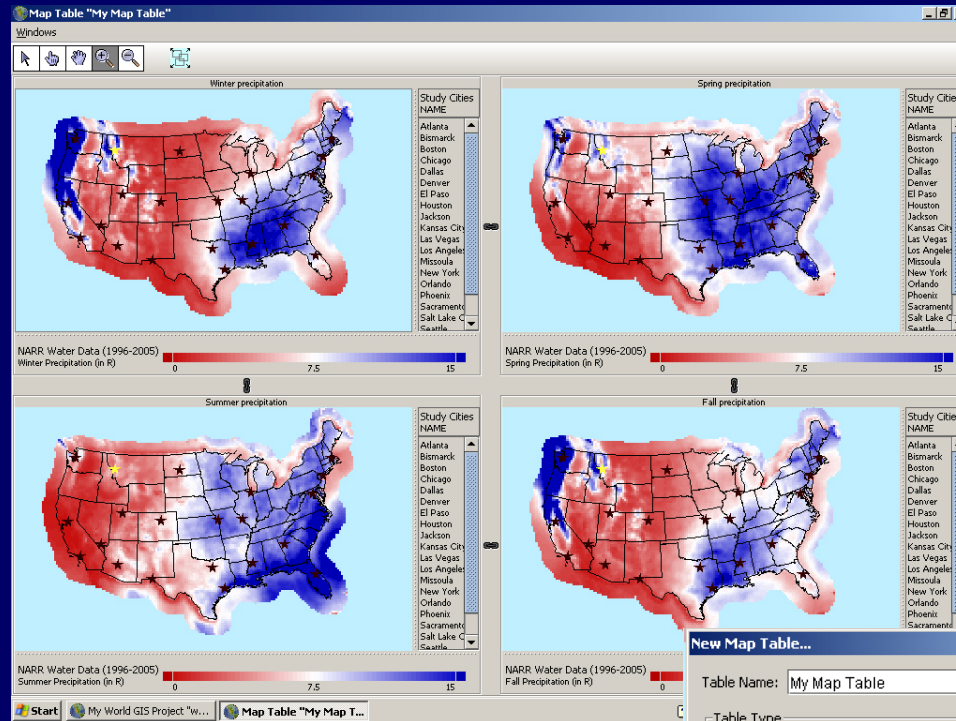 Map Table "My Map Table"
Windows
Winter precipitation
Study Cities
NAME
Atlanta
Bismarck
Boston
Chicago
Dallas
Denver
El Paso
Houston
Jackson
Kansas City
Las Vegas
Los Angeles
Missoula
New York
Orlando
Phoenix
Sacramento
Salt Lake C
Seattle
NARR Water Data (1996-2005)
Winter Precipitation (in R)
0 7.5 15
Spring precipitation
Study Citie
NAME
Atlanta
Bismarck
Boston
Chicago
Dallas
Denver
El Paso
Houston
Jackson
Kansas City
Las Vegas
Los Angeles
Missoula
New York
Orlando
Phoenix
Sacramento
Salt Lake C
Seattle
NARR Water Data (1996-2005)
Spring Precipitation (in R)
0 7.5 15
Summer precipitation
Study Cities
NAME
Atlanta
Bismarck
Boston
Chicago
Dallas
Denver
El Paso
Houston
Jackson
Kansas City
Las Vegas
Los Angeles
Missoula
New York
Orlando
Phoenix
Sacramento
Salt Lake C
Seattle
NARR Water Data (1996-2005)
Summer Precipitation (in R)
0 7.5 15
Fall precipitation
Study Citie
NAME
Atlanta
Bismarck
Boston
Chicago
Dallas
Denver
El Paso
Houston
Jackson
Kansas City
Las Vegas
Los Angeles
Missoula
New York
Orlando
Phoenix
Sacramento
NARR Water Data (1996-2005)
Fall Precipitation (in R)
0
New Map Table...
Table Name: My Map Table
Table Type
Start
My World GIS Project "w...
Map Table "My Map T...